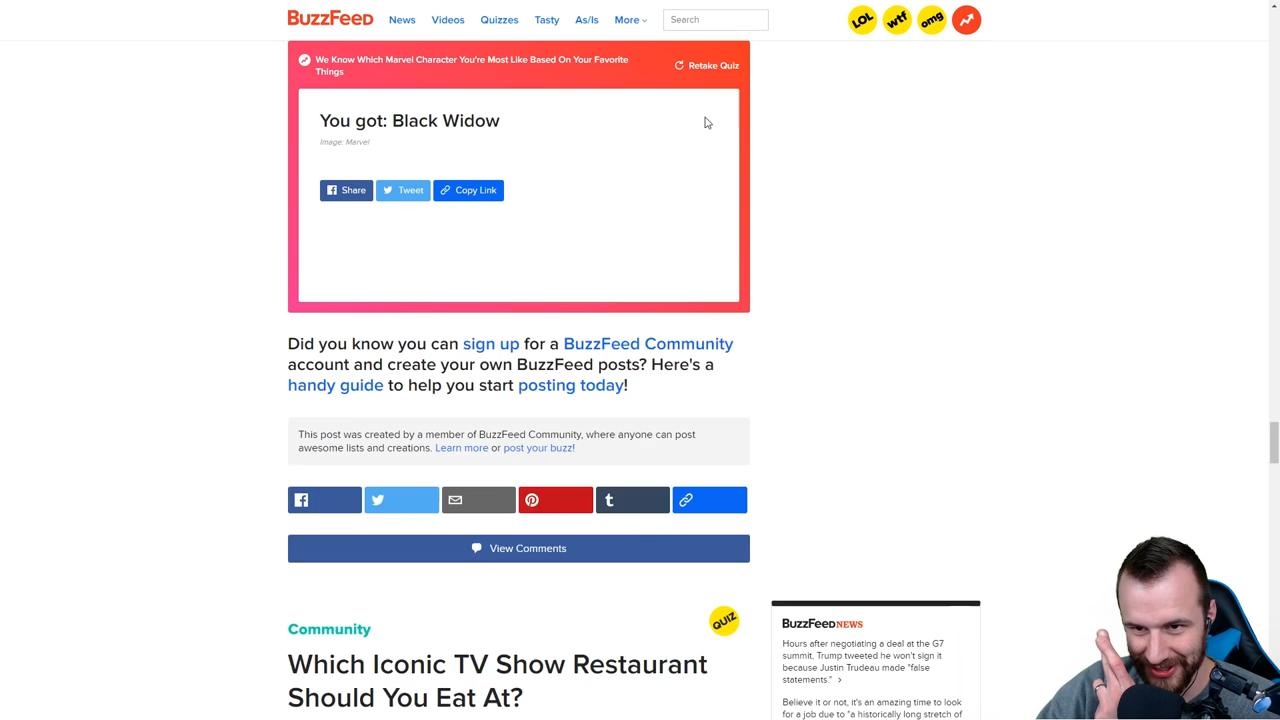 BuzzFeed News Videos Quizzes Tasty As/Is More Search LOL wtf omg
We Know Which Marvel Character You're Most Like Based On Your Favorite
Things
Retake Quiz
You got: Black Widow
Image: Marvel
Share Tweet Copy Link
Did you know you can sign up for a BuzzFeed Community
account and create your own BuzzFeed posts? Here's a
handy guide to help you start posting today!
This post was created by a member of BuzzFeed Community, where anyone can post
awesome lists and creations. Learn more or post your buzz!
View Comments
Community
QUIZ
Which Iconic TV Show Restaurant
Should You Eat At?
BuzzFeed NEWS
Hours after negotiating a deal at the G7
summit, Trump tweeted he won't sign it
because Justin Trudeau made "false
statements." ›
Believe it or not, it's an amazing time to look
for a job due to "a historically long stretch of